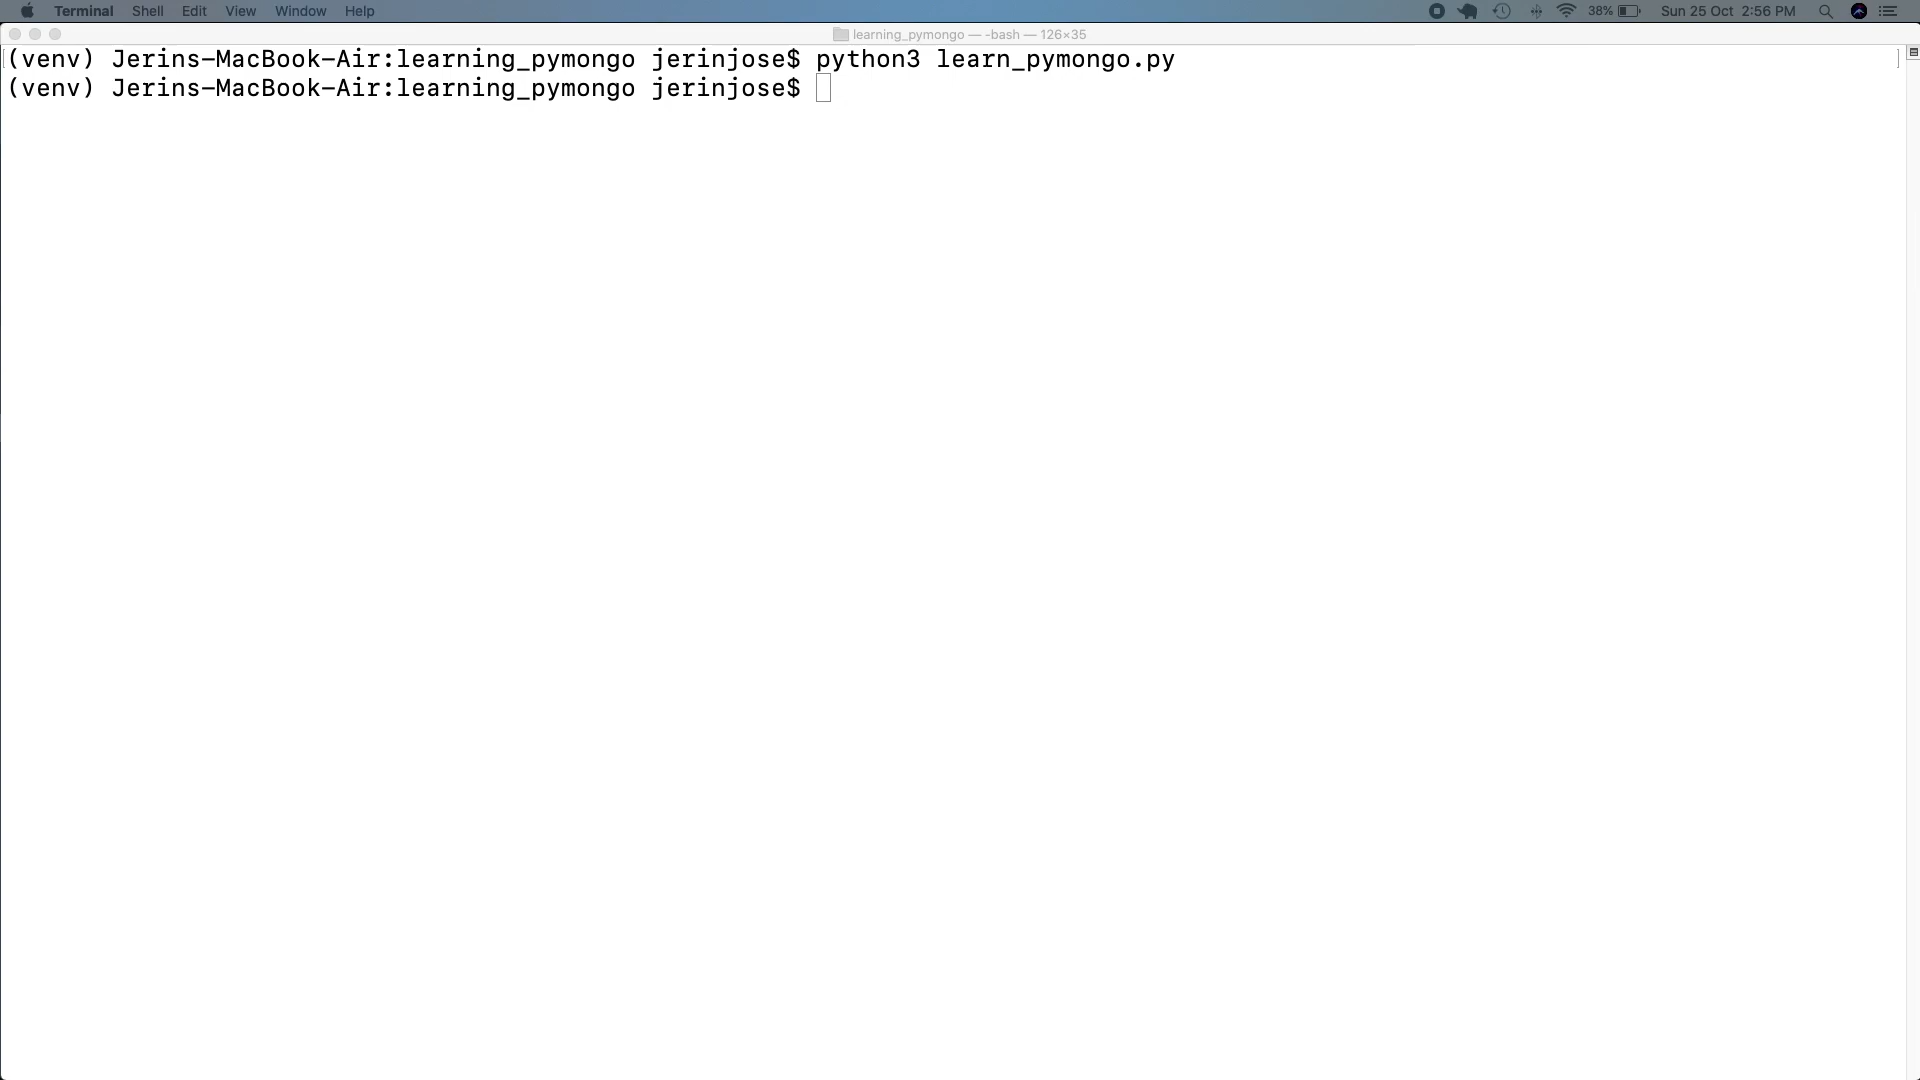 Terminal Shell Edit View Window Help 38% Sun 25 Oct 2:56 PM
learning_pymongo — -bash — 126×35
(venv) Jerins-MacBook-Air:learning_pymongo jerinjose$ python3 learn_pymongo.py
(venv) Jerins-MacBook-Air:learning_pymongo jerinjose$